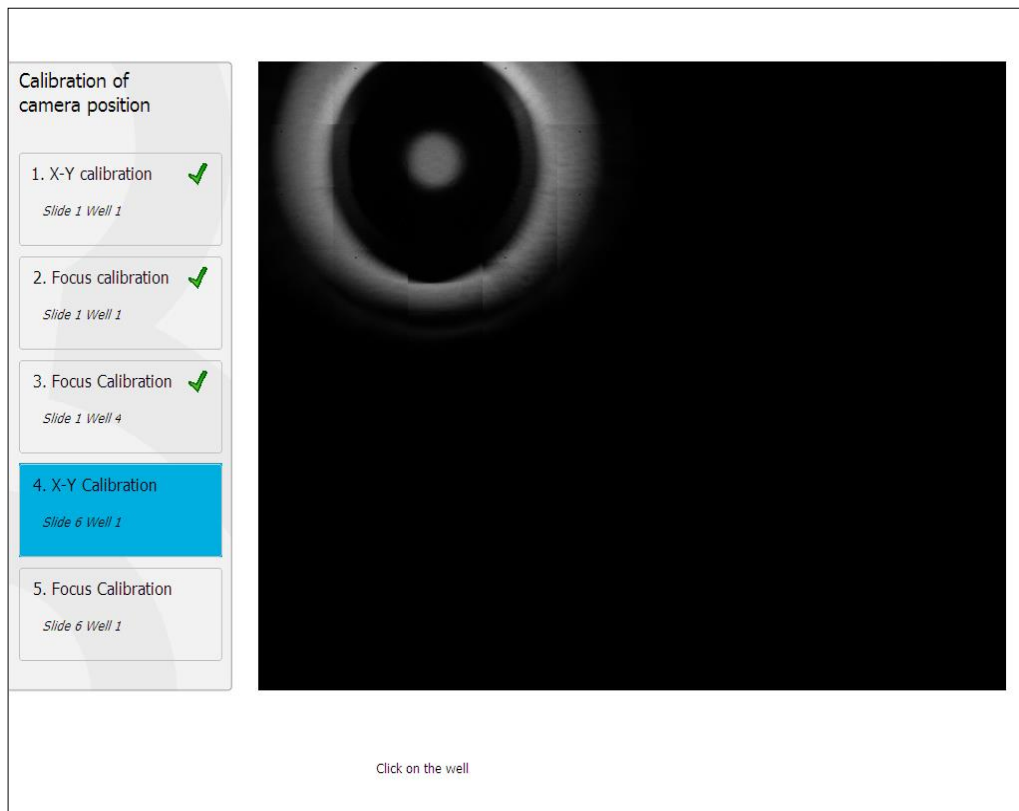 Calibration of
camera position
1. X-Y calibration
Slide 1 Well 1
2. Focus calibration
Slide 1 Well 1
3. Focus Calibration
Slide 1 Well 4
4. X-Y Calibration
Slide 6 Well 1
5. Focus Calibration
Slide 6 Well 1
Click on the well